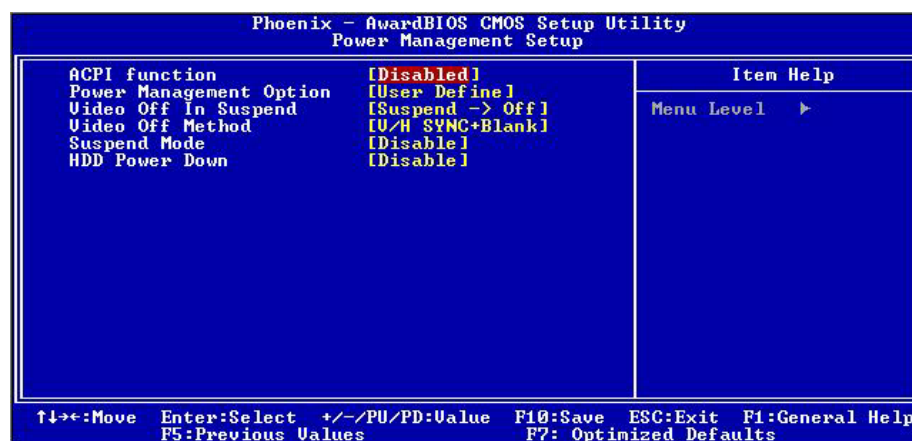 Phoenix - AwardBIOS CMOS Setup Utility
Power Management Setup
ACPI function [Disabled]
Power Management Option [User Define]
Video Off In Suspend [Suspend -> Off]
Video Off Method [V/H SYNC+Blank]
Suspend Mode [Disable]
HDD Power Down [Disable]
Item Help
Menu Level ►
↑↓→←:Move Enter:Select +/-/PU/PD:Value F10:Save ESC:Exit F1:General Help
F5:Previous Values F7: Optimized Defaults